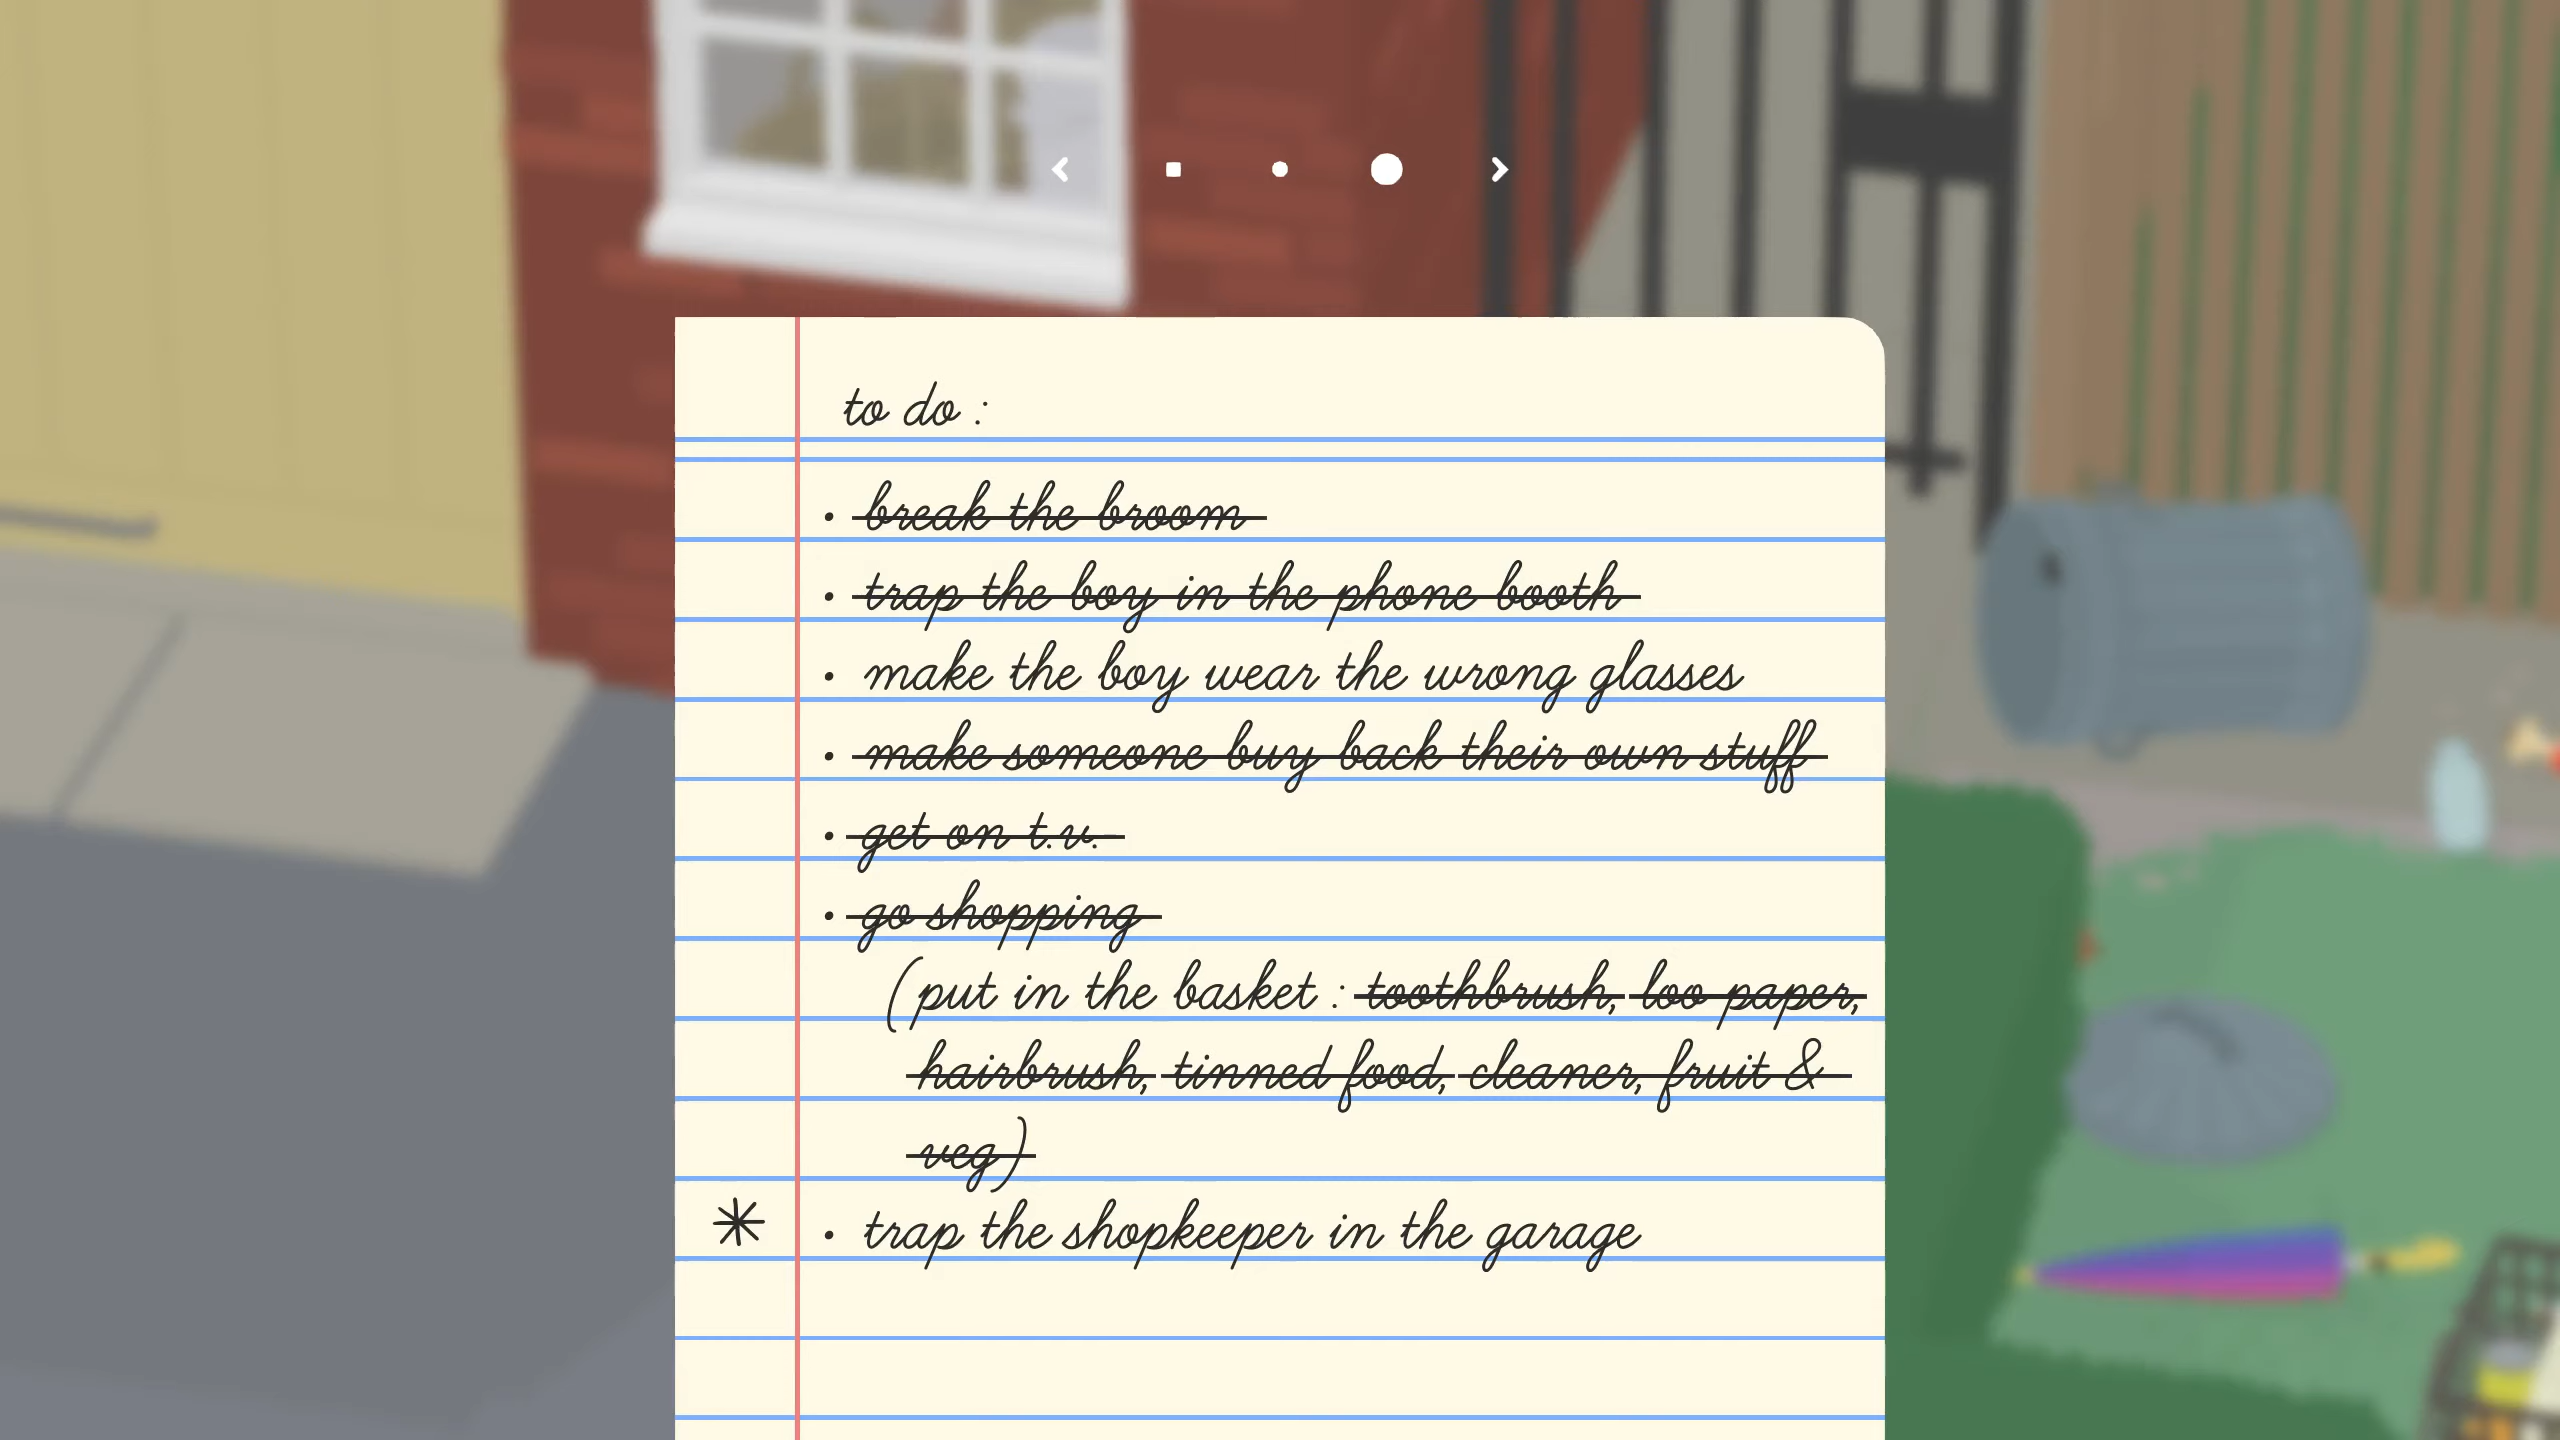 to do :
• break the broom
• trap the boy in the phone booth
• make the boy wear the wrong glasses
• make someone buy back their own stuff
• get on t.v.
• go shopping
(put in the basket : toothbrush, loo paper,
hairbrush, tinned food, cleaner, fruit &
veg)
* • trap the shopkeeper in the garage